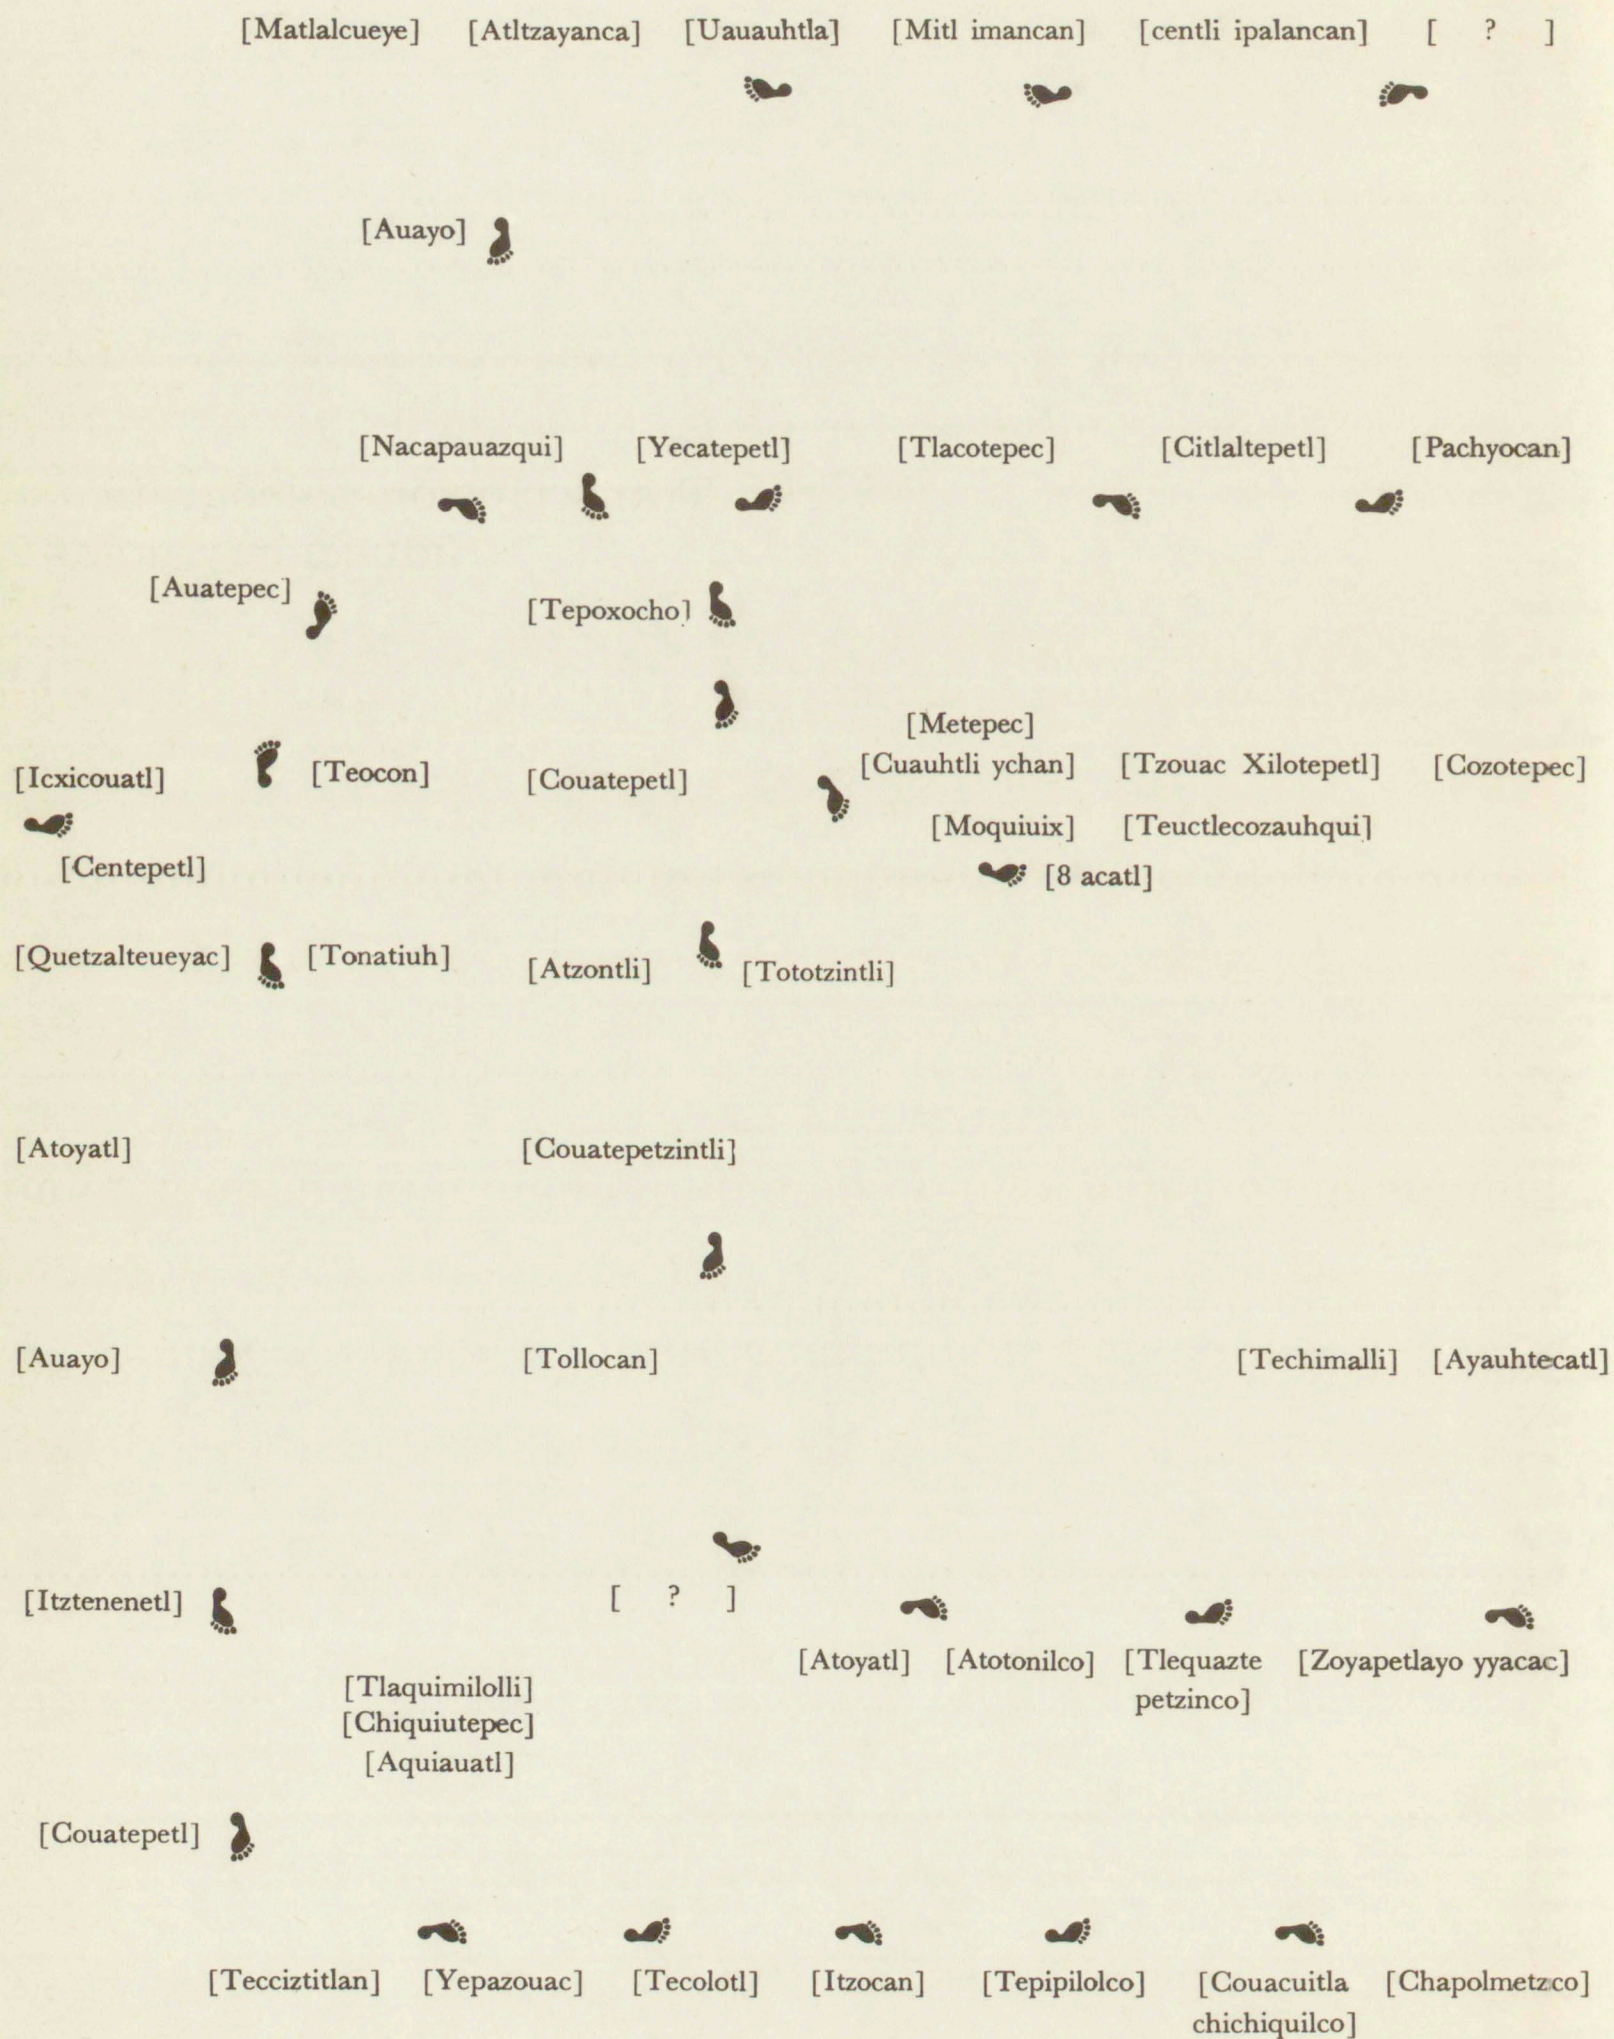 [Matlalcueye] [Atltzayanca] [Uauauhtla] [Mitl imancan] [centli ipalancan] [ ? ]
[Auayo]
[Nacapauazqui] [Yecatepetl] [Tlacotepec] [Citlaltepetl] [Pachyocan]
[Auatepec]
[Tepoxocho]
[Metepec]
[Icxicouatl] [Teocon] [Couatepetl] [Cuauhtli ychan] [Tzouac Xilotepetl] [Cozotepec]
[Moquiuix] [Teuctlecozauhqui]
[Centepetl] [8 acatl]
[Quetzalteueyac] [Tonatiuh] [Atzontli] [Tototzintli]
[Atoyatl] [Couatepetzintli]
[Auayo] [Tollocan] [Techimalli] [Ayauhtecatl]
[Itztenenetl] [ ? ]
[Atoyatl] [Atotonilco] [Tlequazte [Zoyapetlayo yyacac]
petzinco]
[Tlaquimilolli]
[Chiquiutepec]
[Aquiauatl]
[Couatepetl]
[Tecciztitlan] [Yepazouac] [Tecolotl] [Itzocan] [Tepipilolco] [Couacuitla [Chapolmetzco]
chichiquilco]